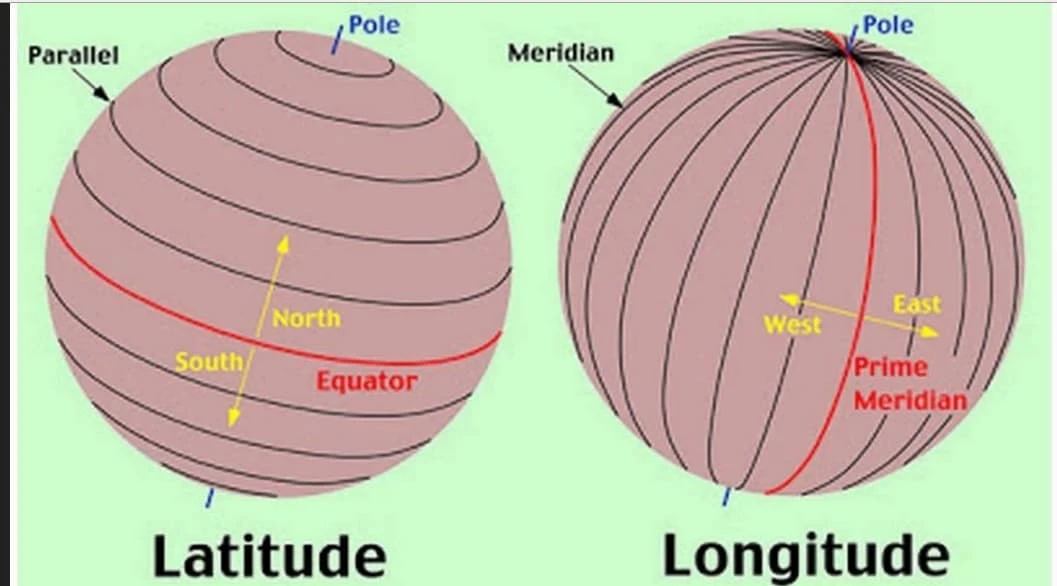 Pole
Parallel
North
South
Equator
Latitude
Pole
Meridian
East
West
Prime
Meridian
Longitude